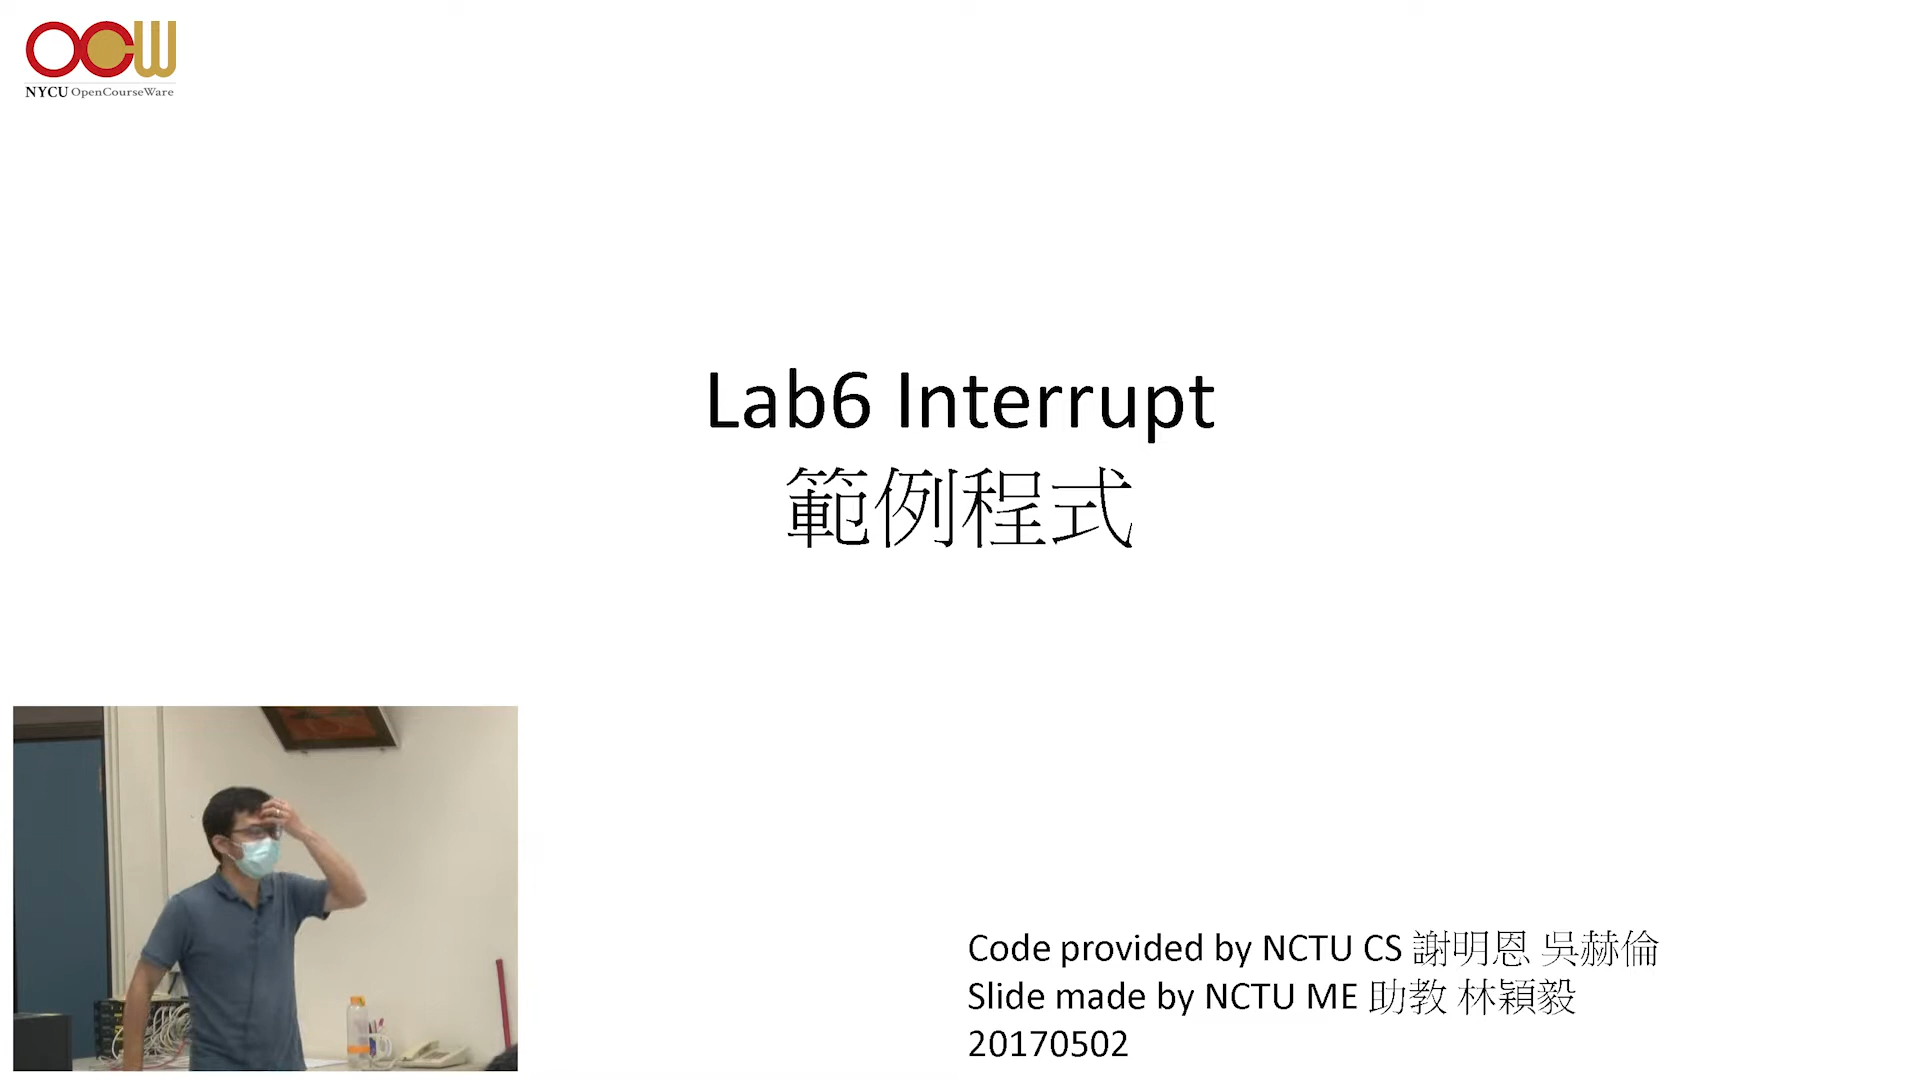 OCW
NYCU OpenCourseWare
Lab6 Interrupt
範例程式
Code provided by NCTU CS 謝明恩 吳赫倫
Slide made by NCTU ME 助教 林穎毅
20170502